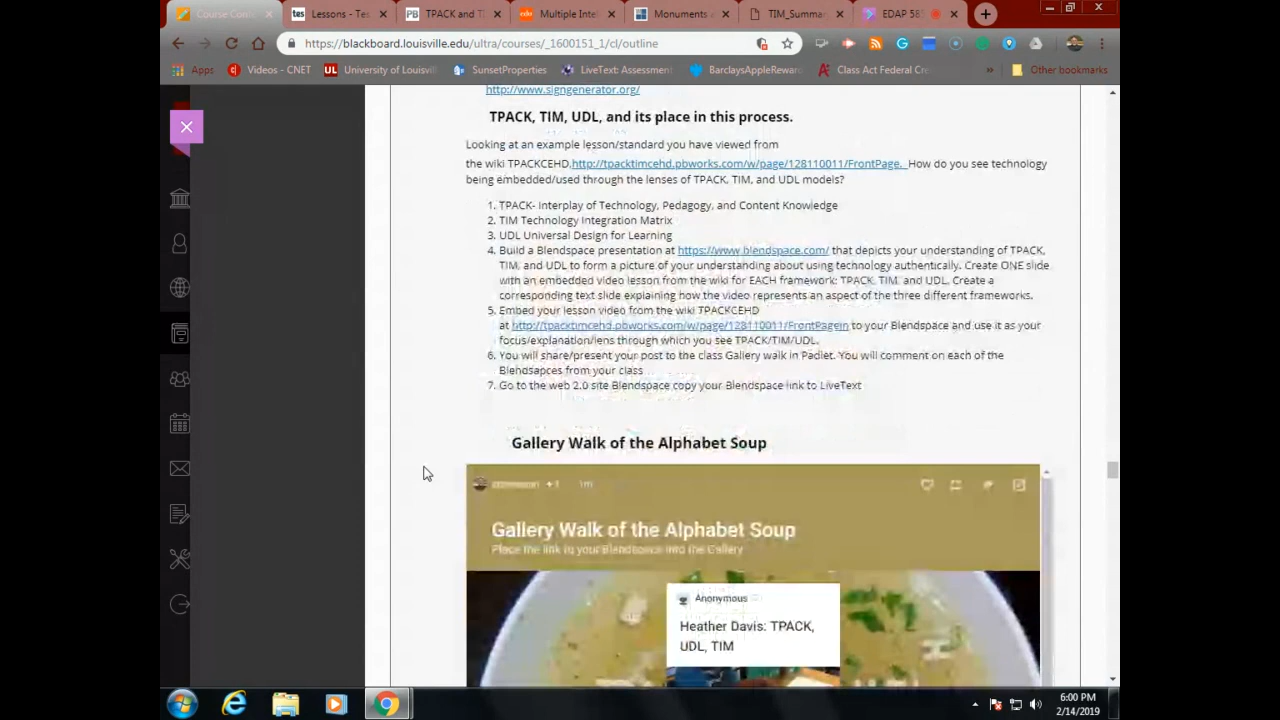 Course Con
Lessons - Tes
TPACK and T
Multiple Inte
Monuments a
TIM_Summa
EDAP 585
https://blackboard.louisville.edu/ultra/courses/_1600151_1/cl/outline
Apps
Videos - CNET
University of Louisvill
SunsetProperties
LiveText: Assessment
BarclaysAppleRewar
Class Act Federal Cre
»
Other bookmarks
http://www.signgenerator.org/
TPACK, TIM, UDL, and its place in this process.
Looking at an example lesson/standard you have viewed from
the wiki TPACKCEHD.http://tpacktimcehd.pbworks.com/w/page/128110011/FrontPage. How do you see technology
being embedded/used through the lenses of TPACK, TIM, and UDL models?
1. TPACK- Interplay of Technology, Pedagogy, and Content Knowledge
2. TIM Technology Integration Matrix
3. UDL Universal Design for Learning
4. Build a Blendspace presentation at https://www.blendspace.com/ that depicts your understanding of TPACK,
TIM, and UDL to form a picture of your understanding about using technology authentically. Create ONE slide
with an embedded video lesson from the wiki for EACH framework: TPACK, TIM, and UDL. Create a
corresponding text slide explaining how the video represents an aspect of the three different frameworks.
5. Embed your lesson video from the wiki TPACKCEHD
at http://tpacktimcehd.pbworks.com/w/page/128110011/FrontPagein to your Blendspace and use it as your
focus/explanation/lens through which you see TPACK/TIM/UDL.
6. You will share/present your post to the class Gallery walk in Padlet. You will comment on each of the
Blendsapces from your class
7. Go to the web 2.0 site Blendspace copy your Blendspace link to LiveText
Gallery Walk of the Alphabet Soup
+1 1m
Gallery Walk of the Alphabet Soup
Place the link to your Blendspace into the Gallery
Anonymous
Heather Davis: TPACK,
UDL, TIM
6:00 PM
2/14/2019